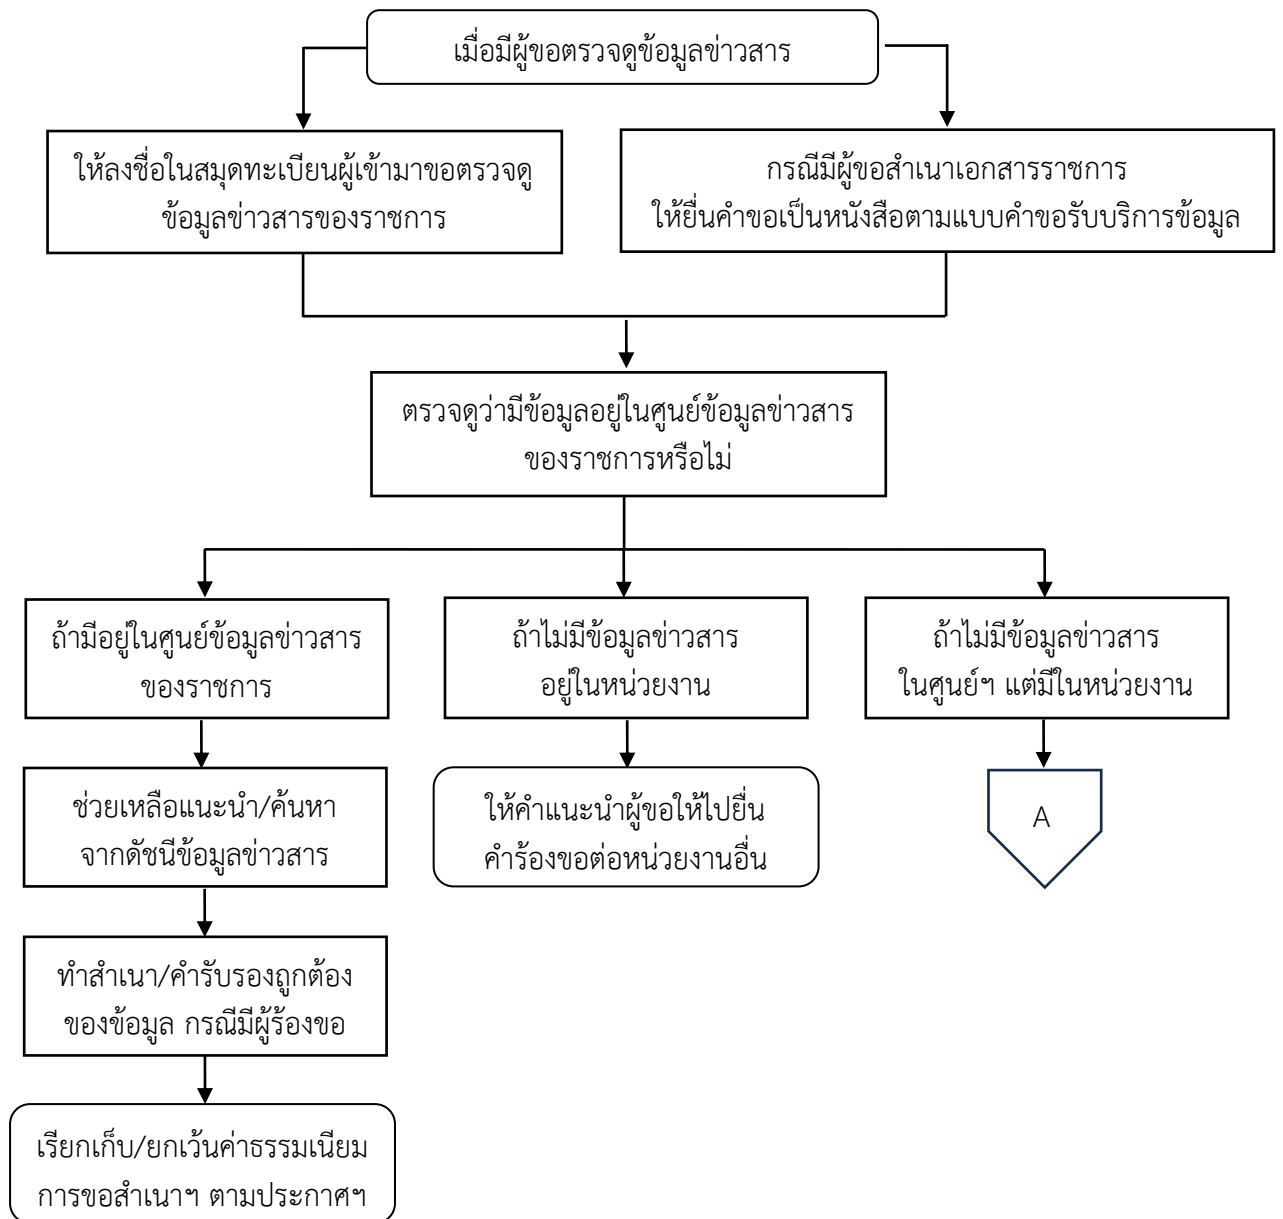 เมื่อมีผู้ขอตรวจดูข้อมูลข่าวสาร
ให้ลงชื่อในสมุดทะเบียนผู้เข้ามาขอตรวจดู
ข้อมูลข่าวสารของราชการ
กรณีมีผู้ขอสำเนาเอกสารราชการ
ให้ยื่นคำขอเป็นหนังสือตามแบบคำขอรับบริการข้อมูล
ตรวจดูว่ามีข้อมูลอยู่ในศูนย์ข้อมูลข่าวสาร
ของราชการหรือไม่
ถ้ามีอยู่ในศูนย์ข้อมูลข่าวสาร
ของราชการ
ถ้าไม่มีข้อมูลข่าวสาร
อยู่ในหน่วยงาน
ถ้าไม่มีข้อมูลข่าวสาร
ในศูนย์ฯ แต่มีในหน่วยงาน
ช่วยเหลือแนะนำ/ค้นหา
จากดัชนีข้อมูลข่าวสาร
ให้คำแนะนำผู้ขอให้ไปยื่น
คำร้องขอต่อหน่วยงานอื่น
A
ทำสำเนา/คำรับรองถูกต้อง
ของข้อมูล กรณีมีผู้ร้องขอ
เรียกเก็บ/ยกเว้นค่าธรรมเนียม
การขอสำเนาฯ ตามประกาศฯ